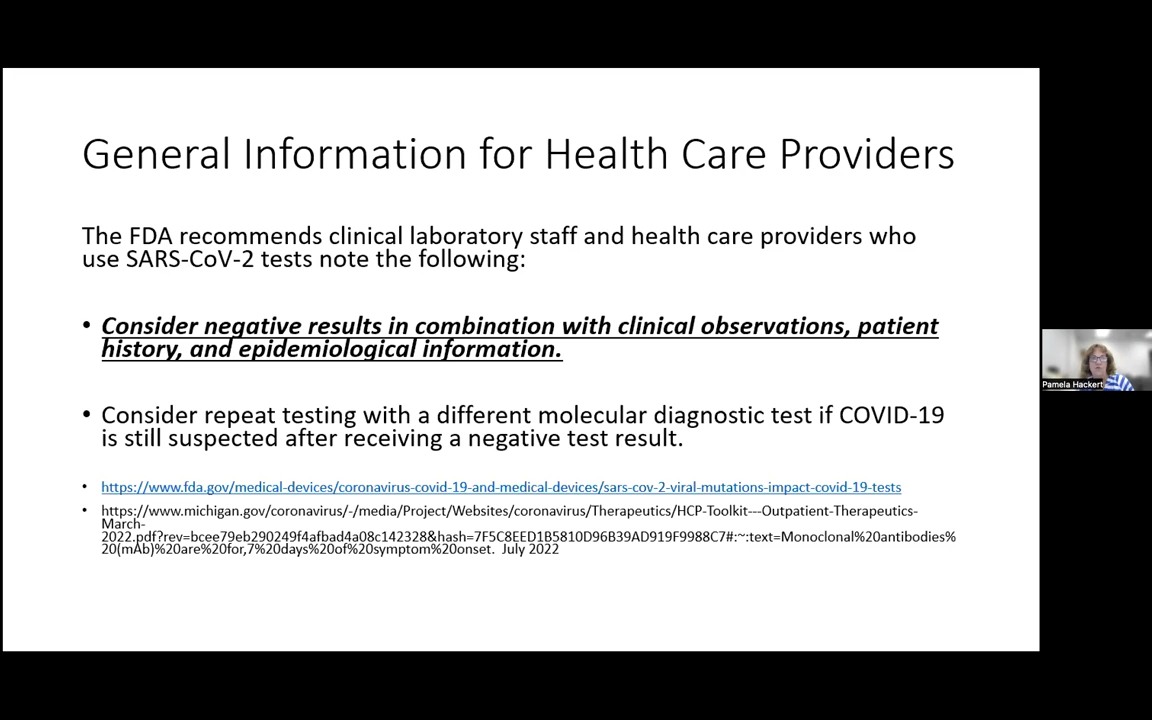 General Information for Health Care Providers
The FDA recommends clinical laboratory staff and health care providers who
use SARS-CoV-2 tests note the following:
• Consider negative results in combination with clinical observations, patient
history, and epidemiological information.
• Consider repeat testing with a different molecular diagnostic test if COVID-19
is still suspected after receiving a negative test result.
• https://www.fda.gov/medical-devices/coronavirus-covid-19-and-medical-devices/sars-cov-2-viral-mutations-impact-covid-19-tests
• https://www.michigan.gov/coronavirus/-/media/Project/Websites/coronavirus/Therapeutics/HCP-Toolkit---Outpatient-Therapeutics-
March-
2022.pdf?rev=bcee79eb290249f4afbad4a08c142328&hash=7F5C8EED1B5810D96B39AD919F9988C7#:~:text=Monoclonal%20antibodies%
20(mAb)%20are%20for,7%20days%20of%20symptom%20onset. July 2022
Pamela Hackert